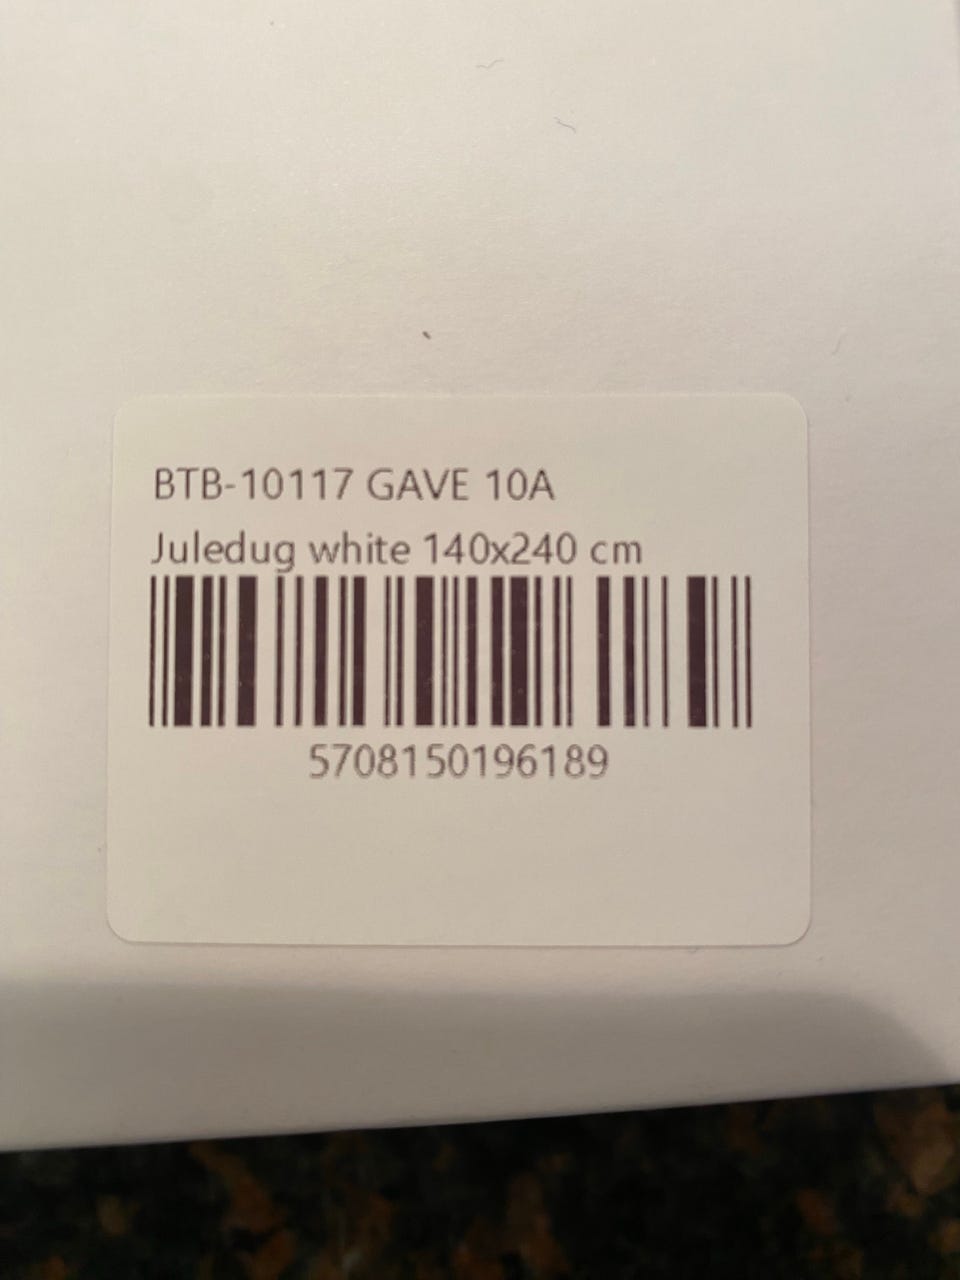 BTB-10117 GAVE 10A
Juledug white 140x240 cm
5708150196189